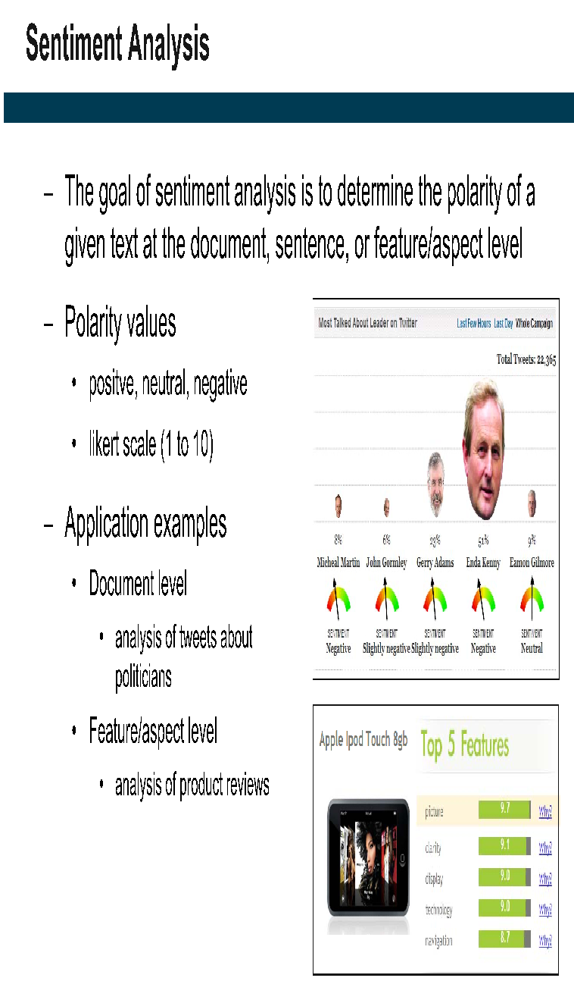 Sentiment Analysis
– The goal of sentiment analysis is to determine the polarity of a
given text at the document, sentence, or feature/aspect level
– Polarity values
• positve, neutral, negative
• likert scale (1 to 10)
– Application examples
• Document level
• analysis of tweets about
politicians
• Feature/aspect level
• analysis of product reviews
Most Talked About Leader on Twitter Last Few Hours Last Day Whole Campaign
Total Tweets: 22,365
8% 6% 23% 51% 9%
Micheal Martin John Gormley Gerry Adams Enda Kenny Eamon Gilmore
SENTIMENT SENTIMENT SENTIMENT SENTIMENT SENTIMENT
Negative Slightly negative Slightly negative Negative Neutral
Apple Ipod Touch 8gb Top 5 Features
picture 9.7 Why?
clarity 9.1 Why?
display 9.0 Why?
technology 9.0 Why?
navigation 8.7 Why?